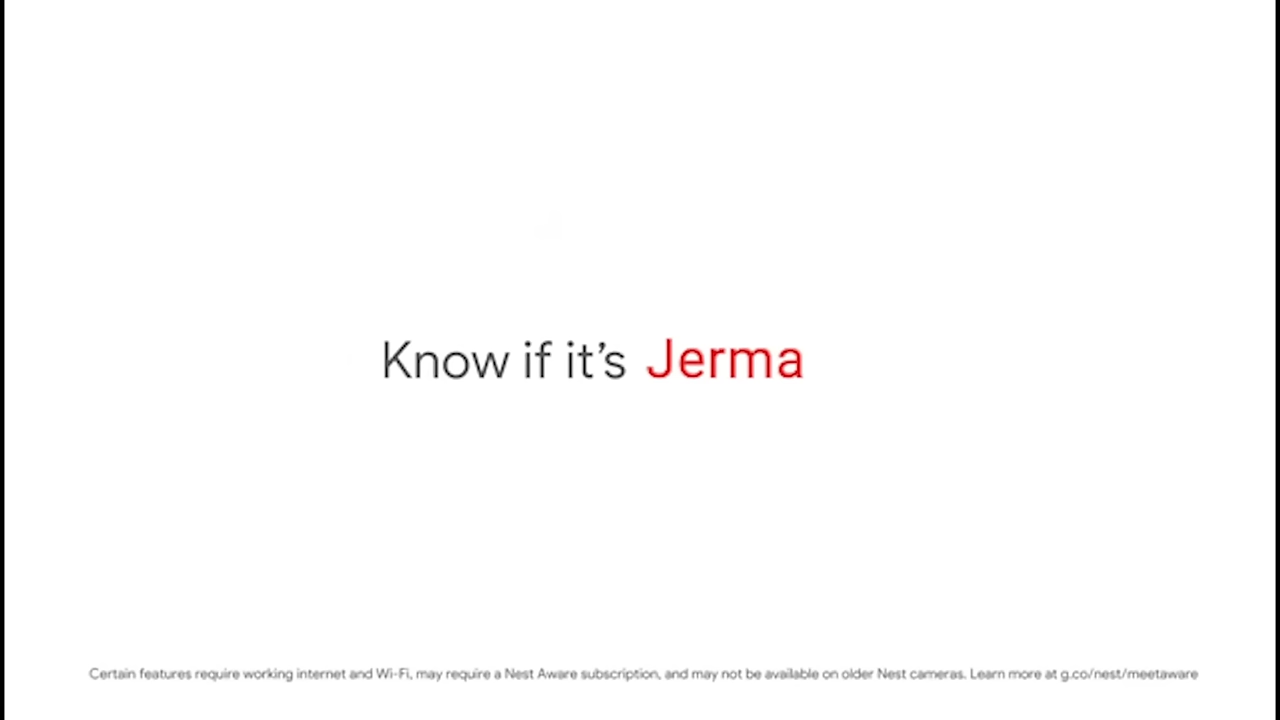 Know if it’s Jerma
Certain features require working internet and Wi-Fi, may require a Nest Aware subscription, and may not be available on older Nest cameras. Learn more at g.co/nest/meetaware